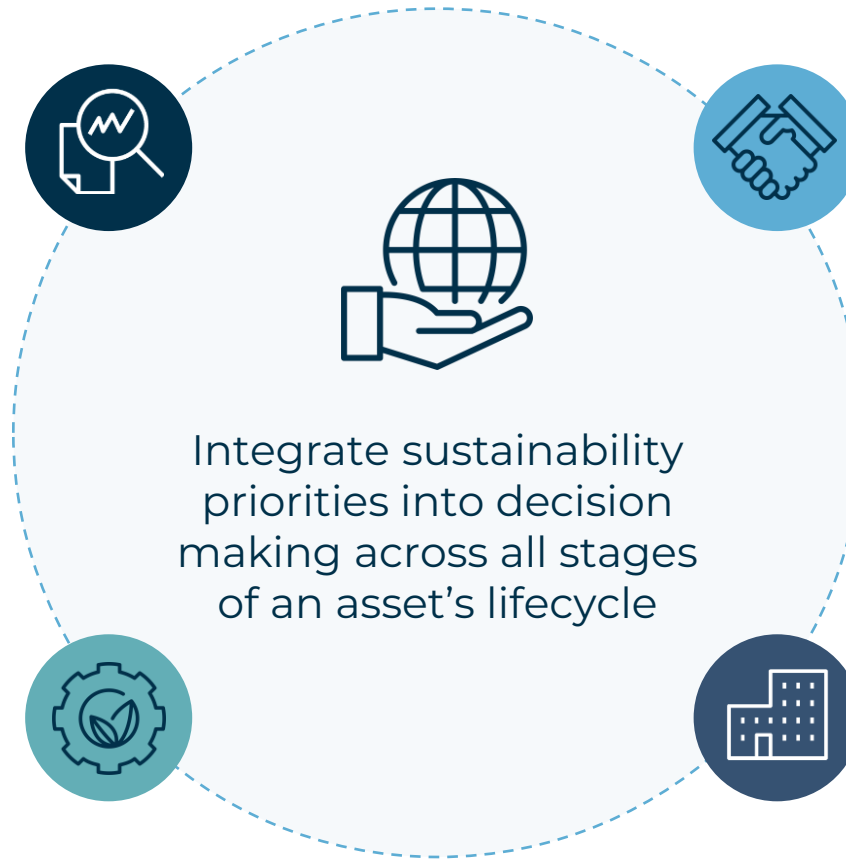 Integrate sustainability
priorities into decision
making across all stages
of an asset’s lifecycle